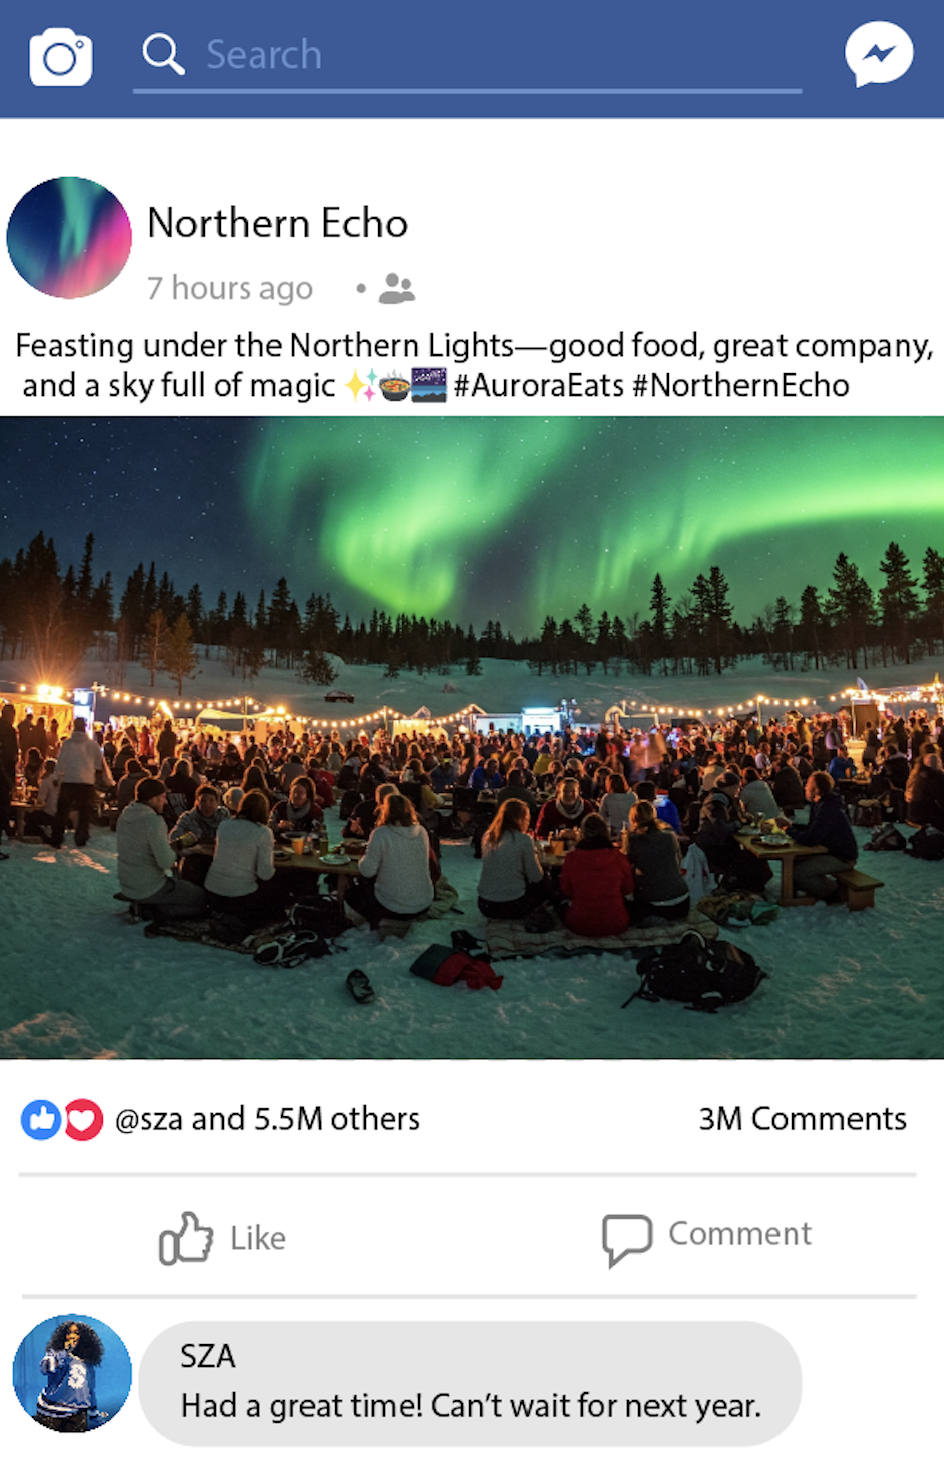 Search
Northern Echo
7 hours ago
Feasting under the Northern Lights—good food, great company,
and a sky full of magic ✨🍲🌌 #AuroraEats #NorthernEcho
@sza and 5.5M others
3M Comments
Like
Comment
SZA
Had a great time! Can’t wait for next year.